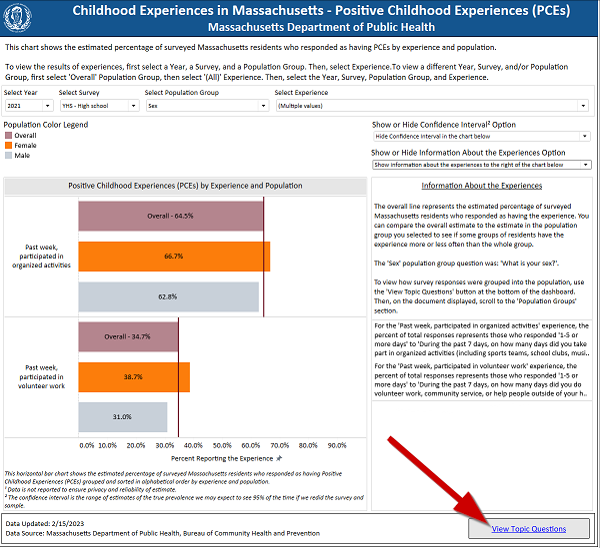 Childhood Experiences in Massachusetts - Positive Childhood Experiences (PCEs)
Massachusetts Department of Public Health
This chart shows the estimated percentage of surveyed Massachusetts residents who responded as having PCEs by experience and population.
To view the results of experiences, first select a Year, a Survey, and a Population Group. Then, select Experience.To view a different Year, Survey, and/or Population
Group, first select 'Overall' Population Group, then select '(All)' Experience. Then, select the Year, Survey, Population Group, and Experience.
Select Year
Select Survey
Select Population Group
Select Experience
2021
YHS - High school
Sex
(Multiple values)
Population Color Legend
Overall
Female
Male
Show or Hide Confidence Interval² Option
Hide Confidence Interval in the chart below
Show or Hide Information About the Experiences Option
Show information about the experiences to the right of the chart below
Positive Childhood Experiences (PCEs) by Experience and Population
Past week,
participated in
organized activities
Overall - 64.5%
66.7%
62.8%
Past week,
participated in
volunteer work
Overall - 34.7%
38.7%
31.0%
0.0% 10.0% 20.0% 30.0% 40.0% 50.0% 60.0% 70.0% 80.0% 90.0%
Percent Reporting the Experience
Information About the Experiences
The overall line represents the estimated percentage of surveyed
Massachusetts residents who responded as having the experience. You
can compare the overall estimate to the estimate in the population
group you selected to see if some groups of residents have the
experience more or less often than the whole group.
The 'Sex' population group question was: 'What is your sex?'.
To view how survey responses were grouped into the population, use
the 'View Topic Questions' button at the bottom of the dashboard.
Then, on the document displayed, scroll to the 'Population Groups'
section.
For the 'Past week, participated in organized activities' experience, the
percent of total responses represents those who responded '1-5 or
more days' to 'During the past 7 days, on how many days did you take
part in organized activities (including sports teams, school clubs, musi..
For the 'Past week, participated in volunteer work' experience, the
percent of total responses represents those who responded '1-5 or
more days' to 'During the past 7 days, on how many days did you do
volunteer work, community service, or help people outside of your h..
This horizontal bar chart shows the estimated percentage of surveyed Massachusetts residents who responded as having Positive
Childhood Experiences (PCEs) grouped and sorted in alphabetical order by experience and population.
¹ Data is not reported to ensure privacy and reliability of estimate.
² The confidence interval is the range of estimates of the true prevalence we may expect to see 95% of the time if we redid the survey and
sample.
Data Updated: 2/15/2023
Data Source: Massachusetts Department of Public Health, Bureau of Community Health and Prevention
View Topic Questions